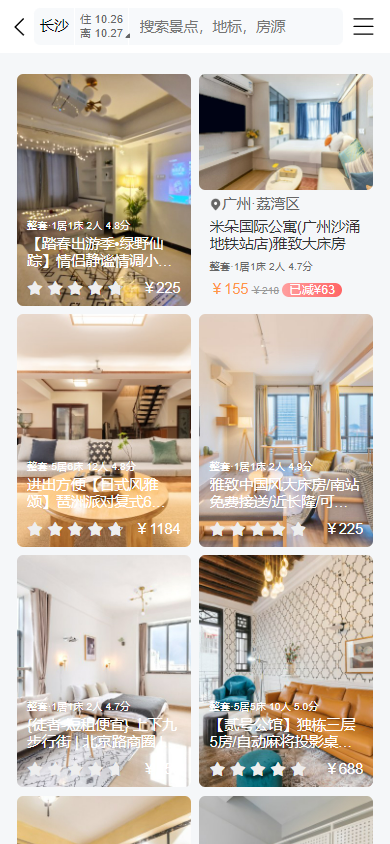 长沙
住 10.26
离 10.27
搜索景点，地标，房源
整套·1居1床 2人 4.8分
【踏春出游季•绿野仙
踪】情侣静谧情调小…
￥225
广州·荔湾区
米朵国际公寓(广州沙涌
地铁站店)雅致大床房
整套·1居1床 2人 4.7分
￥155 ￥218 已减¥63
整套·5居6床 12人 4.8分
进出方便【日式风雅
颂】琶洲派对复式6…
￥1184
整套·1居1床 2人 4.9分
雅致中国风大床房/南站
免费接送/近长隆/可…
￥225
整套·1居1床 2人 4.7分
{徒者·短租便宜} 上下九
步行街 | 北京路商圈 |…
整套·5居5床 10人 5.0分
【贰号公馆】独栋三层
5房/自动麻将投影桌…
￥688